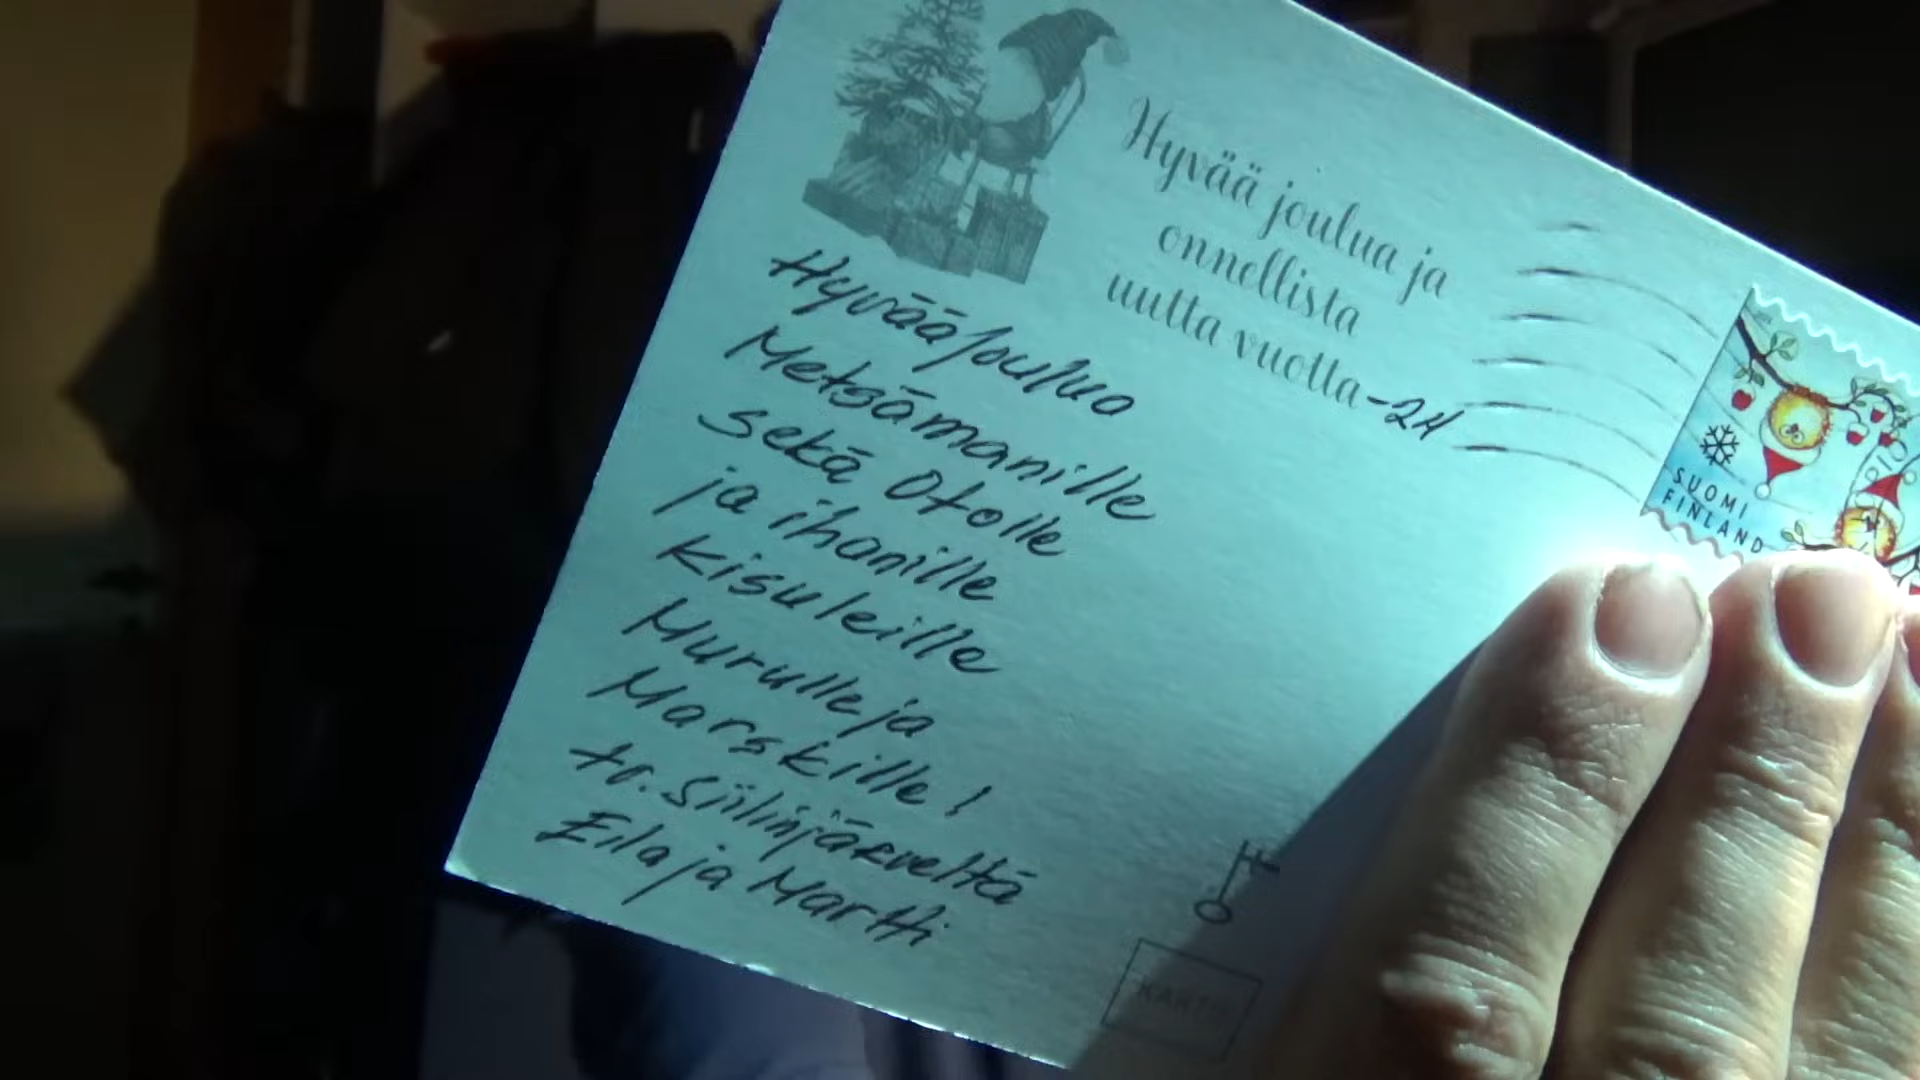 Hyvää joulua ja
onnellista
uutta vuotta -24
Hyvää Joulua
Metsämanille
sekä Otolle
ja ihanille
kisuleille
Murulle ja
Marskille!
tv. Siilinjärveltä
Eila ja Martti
SUOMI
FINLAND